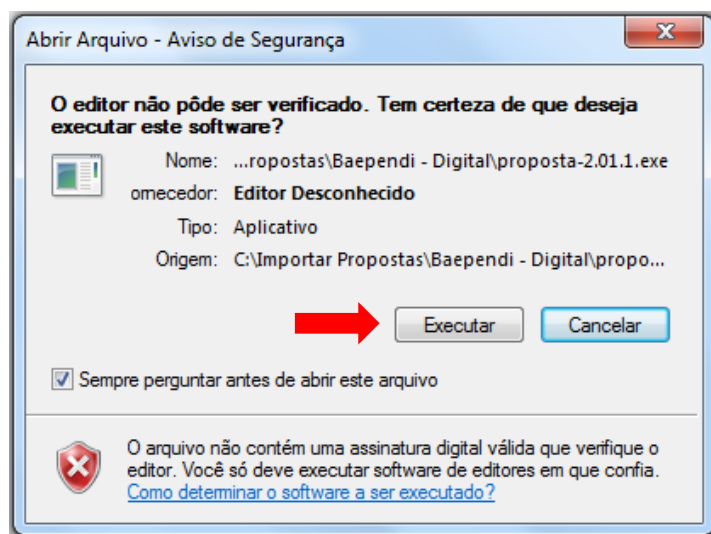 Abrir Arquivo - Aviso de Segurança
O editor não pôde ser verificado. Tem certeza de que deseja
executar este software?
Nome: ...ropostas\Baependi - Digital\proposta-2.01.1.exe
ornecedor: Editor Desconhecido
Tipo: Aplicativo
Origem: C:\Importar Propostas\Baependi - Digital\propo...
Executar Cancelar
Sempre perguntar antes de abrir este arquivo
O arquivo não contém uma assinatura digital válida que verifique o
editor. Você só deve executar software de editores em que confia.
Como determinar o software a ser executado?